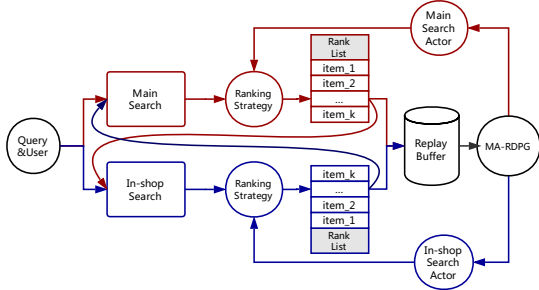 Main
Search
Actor
Rank
List
item_1
item_2
...
item_k
Main
Search
Ranking
Strategy
Query
&User
Replay
Buffer
MA-RDPG
In-shop
Search
Ranking
Strategy
item_k
...
item_2
item_1
Rank
List
In-shop
Search
Actor